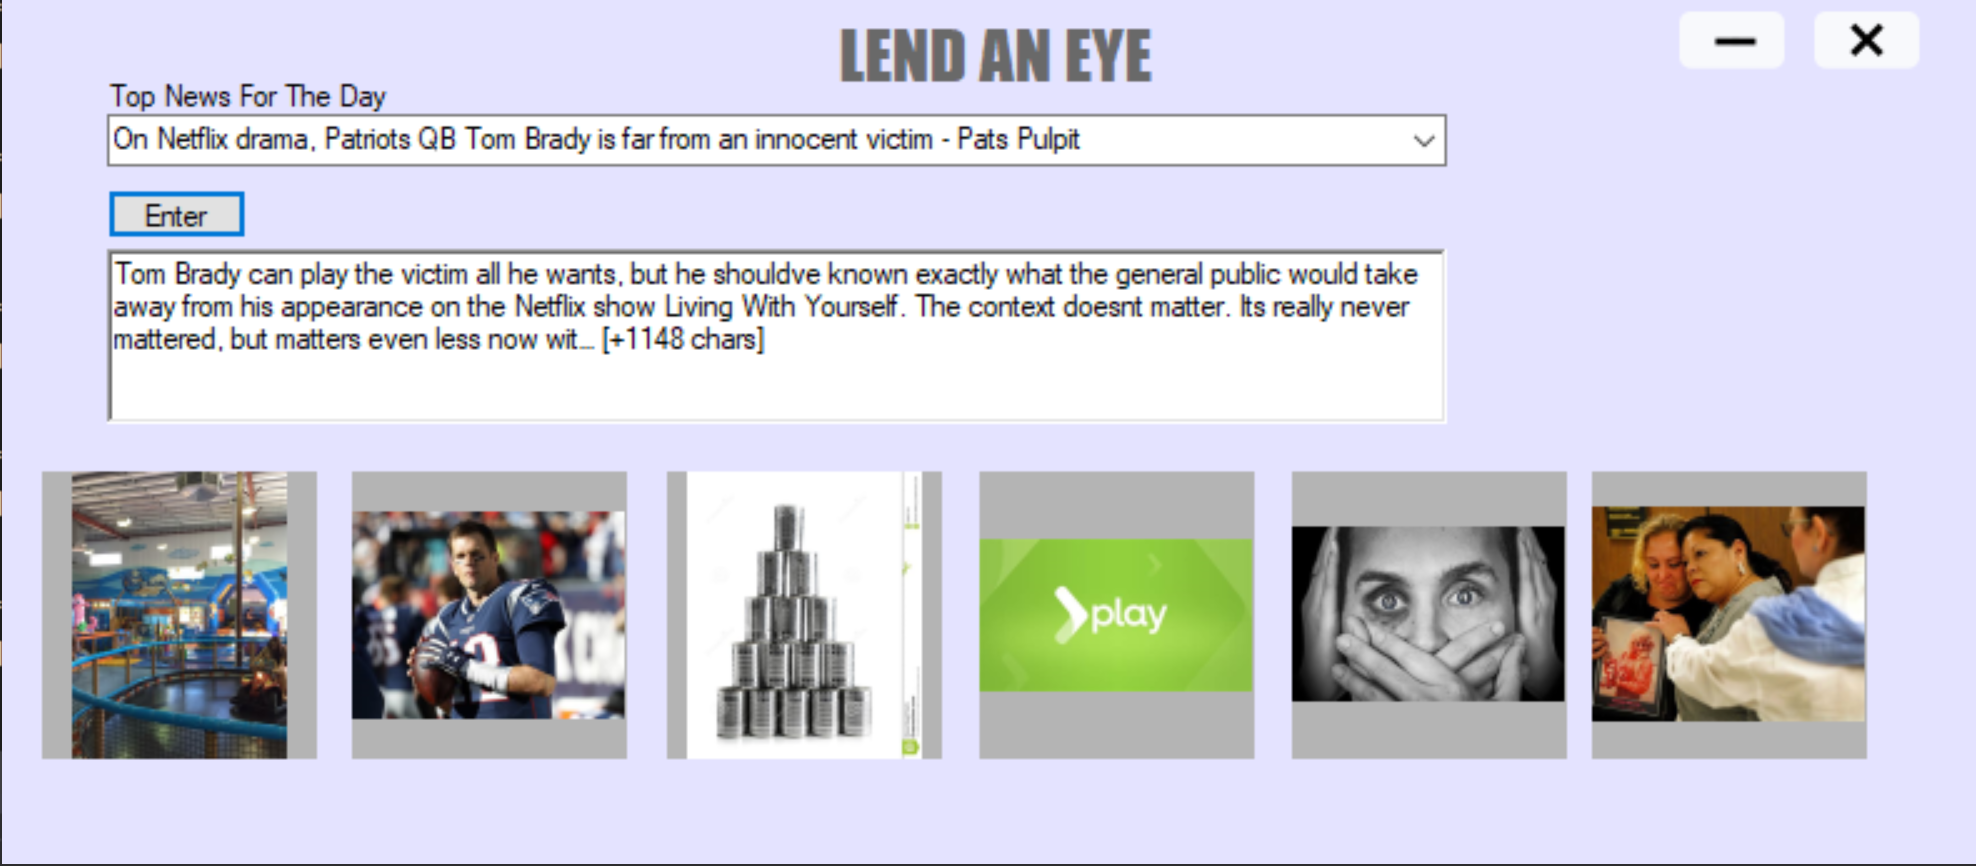 LEND AN EYE
Top News For The Day
On Netflix drama, Patriots QB Tom Brady is far from an innocent victim - Pats Pulpit
Enter
Tom Brady can play the victim all he wants, but he shouldve known exactly what the general public would take
away from his appearance on the Netflix show Living With Yourself. The context doesnt matter. Its really never
mattered, but matters even less now wit... [+1148 chars]
play